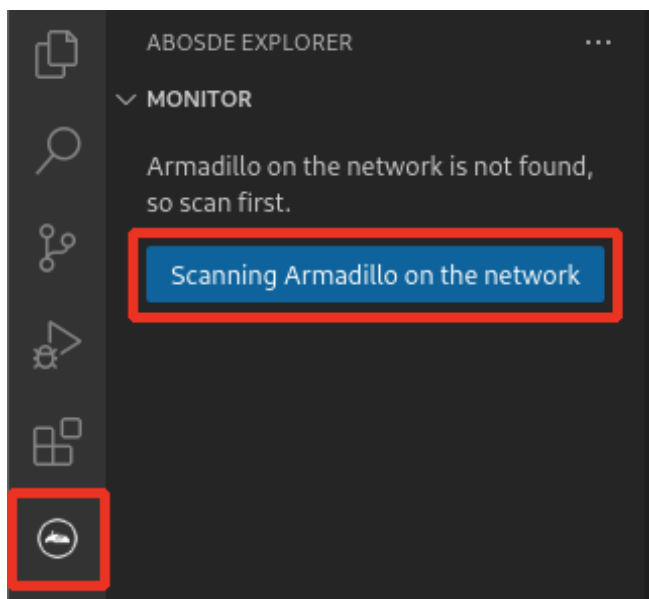 ABOSDE EXPLORER
MONITOR
Armadillo on the network is not found,
so scan first.
Scanning Armadillo on the network